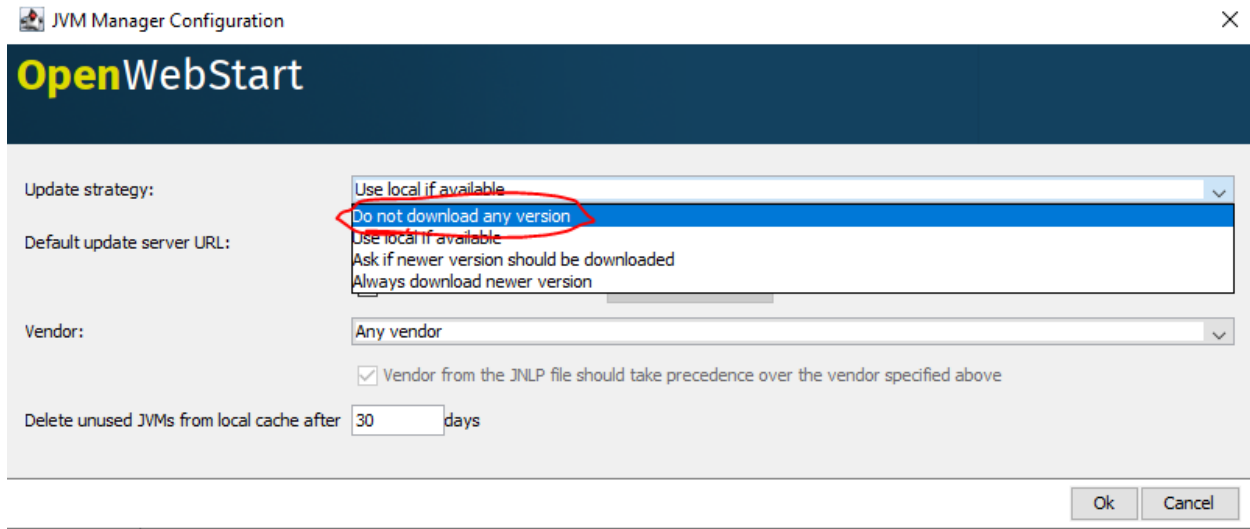 JVM Manager Configuration
OpenWebStart
Update strategy:
Use local if available
Do not download any version
Default update server URL:
Use local if available
Ask if newer version should be downloaded
Always download newer version
Vendor:
Any vendor
Vendor from the JNLP file should take precedence over the vendor specified above
Delete unused JVMs from local cache after 30 days
Ok Cancel